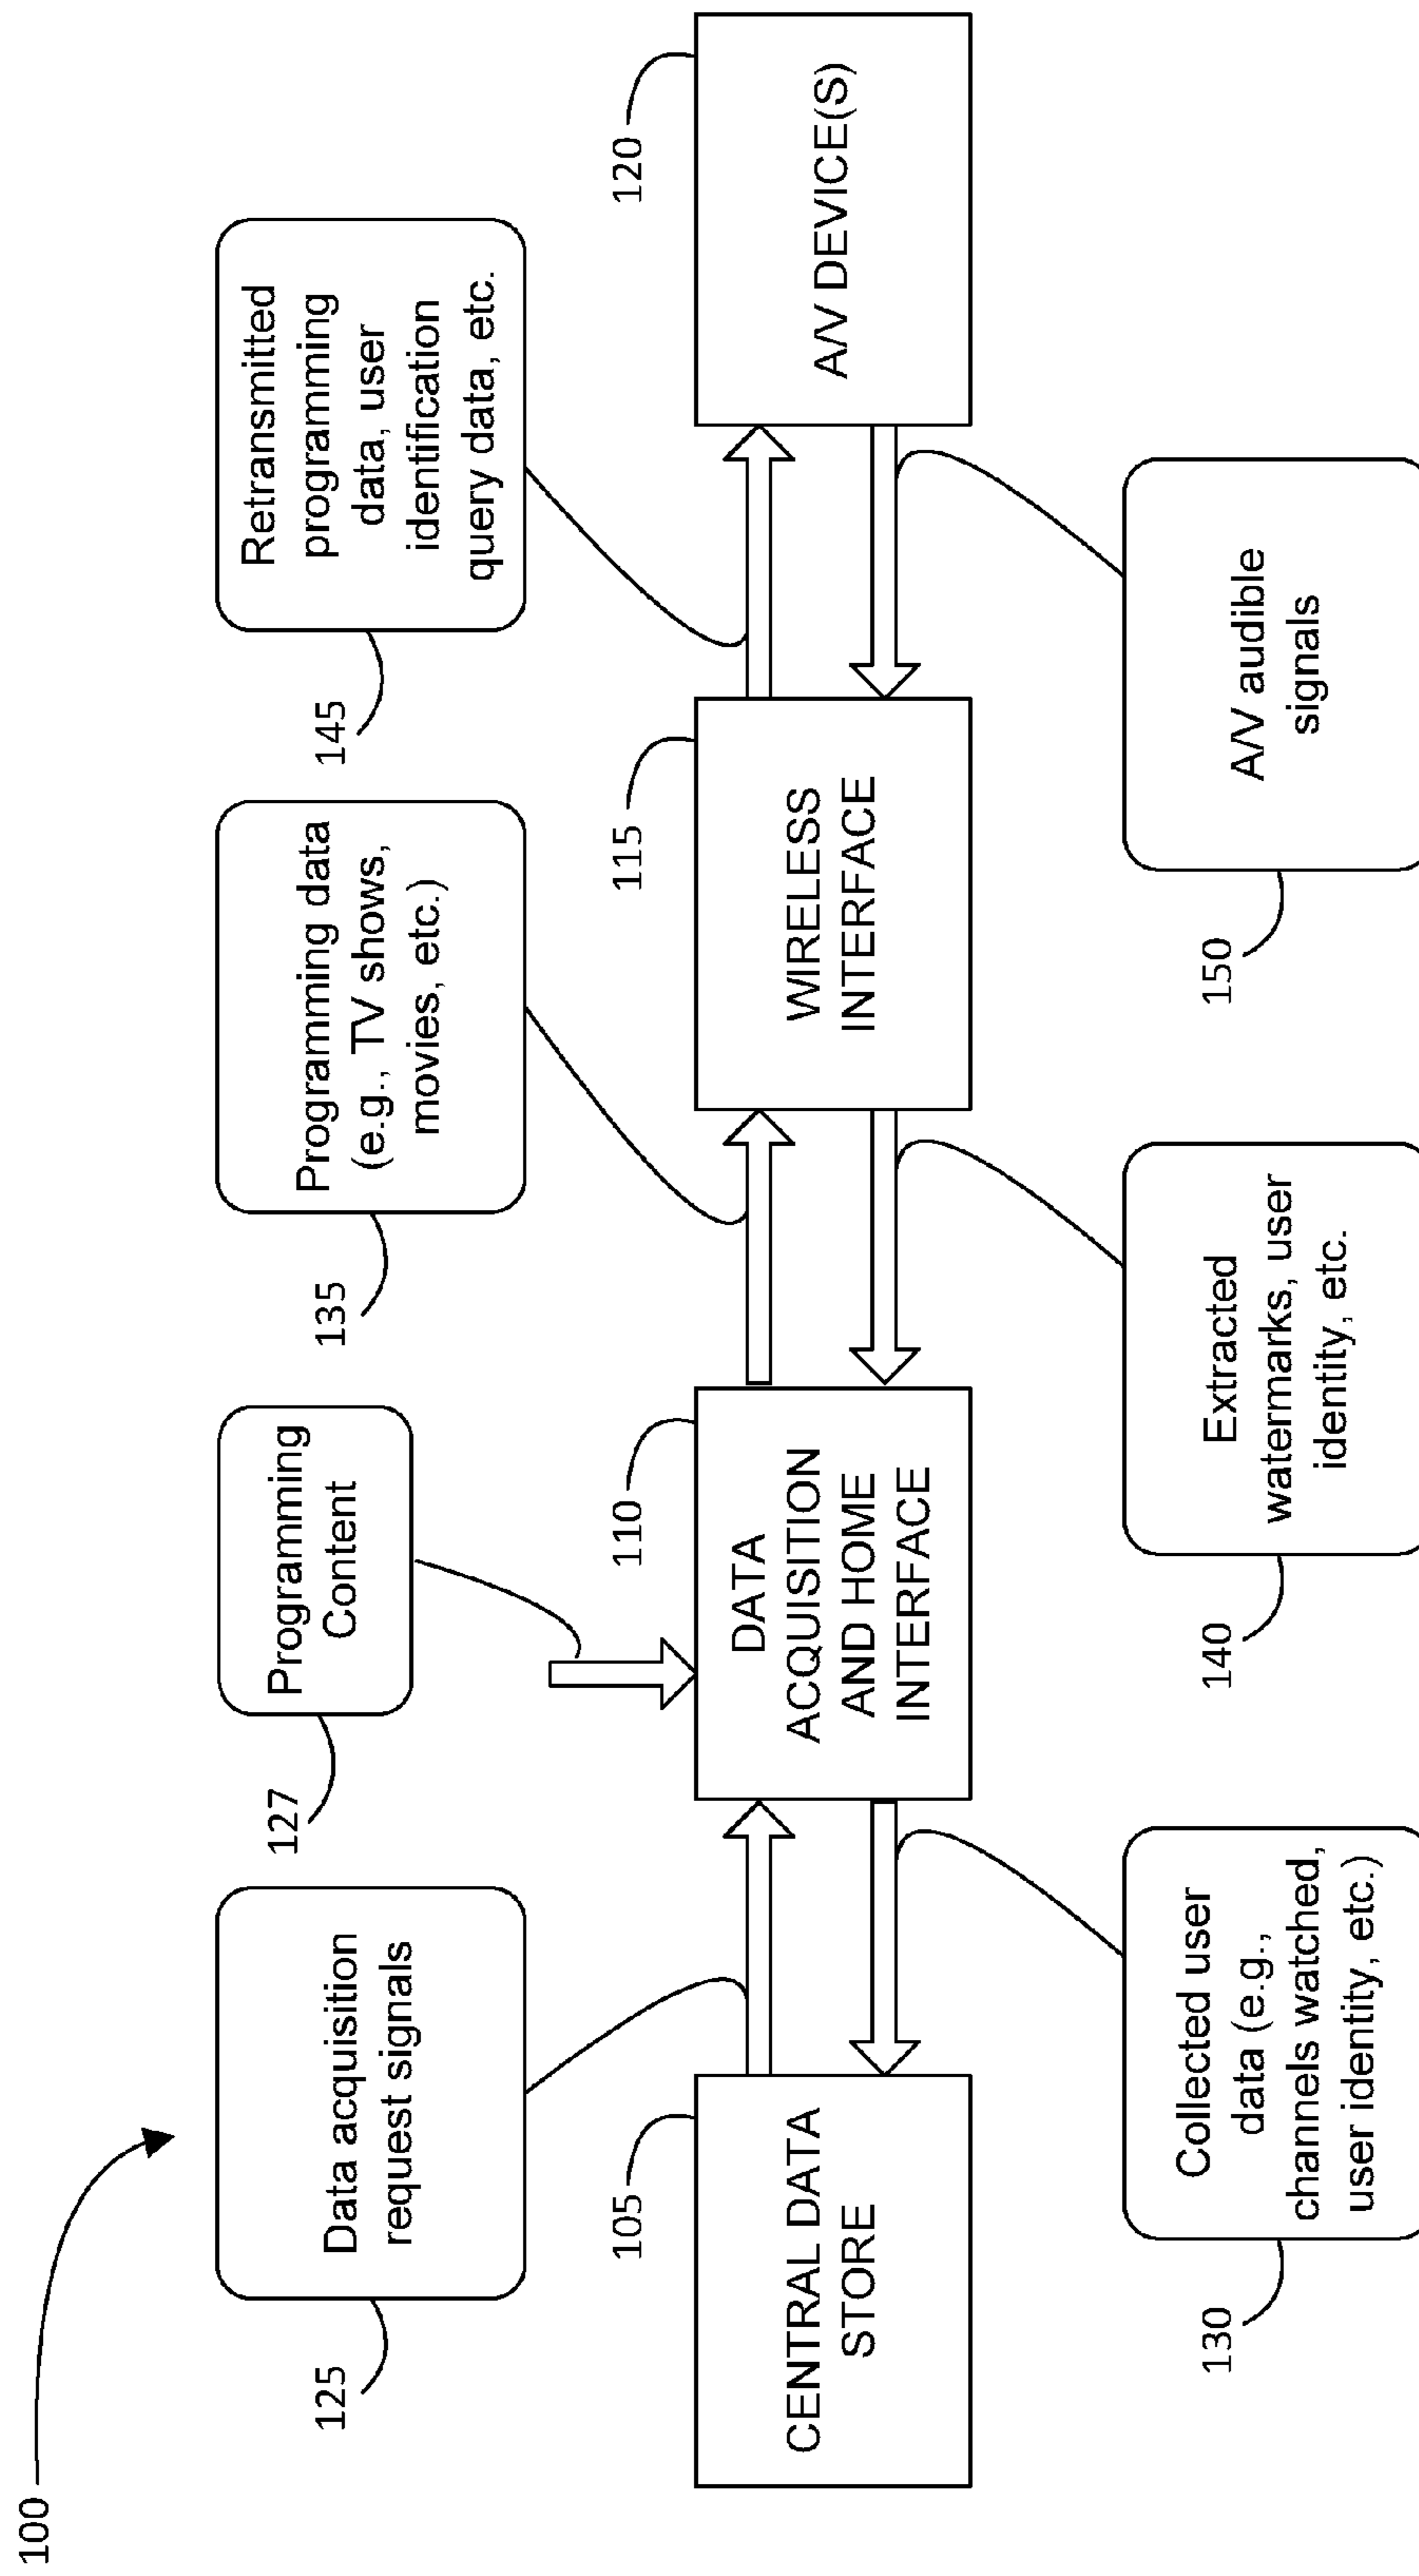 100
125
Data acquisition
request signals
127
Programming
Content
135
Programming data
(e.g., TV shows,
movies, etc.)
145
Retransmitted
programming
data, user
identification
query data, etc.
105
CENTRAL DATA
STORE
110
DATA
ACQUISITION
AND HOME
INTERFACE
115
WIRELESS
INTERFACE
120
A/V DEVICE(S)
130
Collected user
data (e.g.,
channels watched,
user identity, etc.)
140
Extracted
watermarks, user
identity, etc.
150
A/V audible
signals